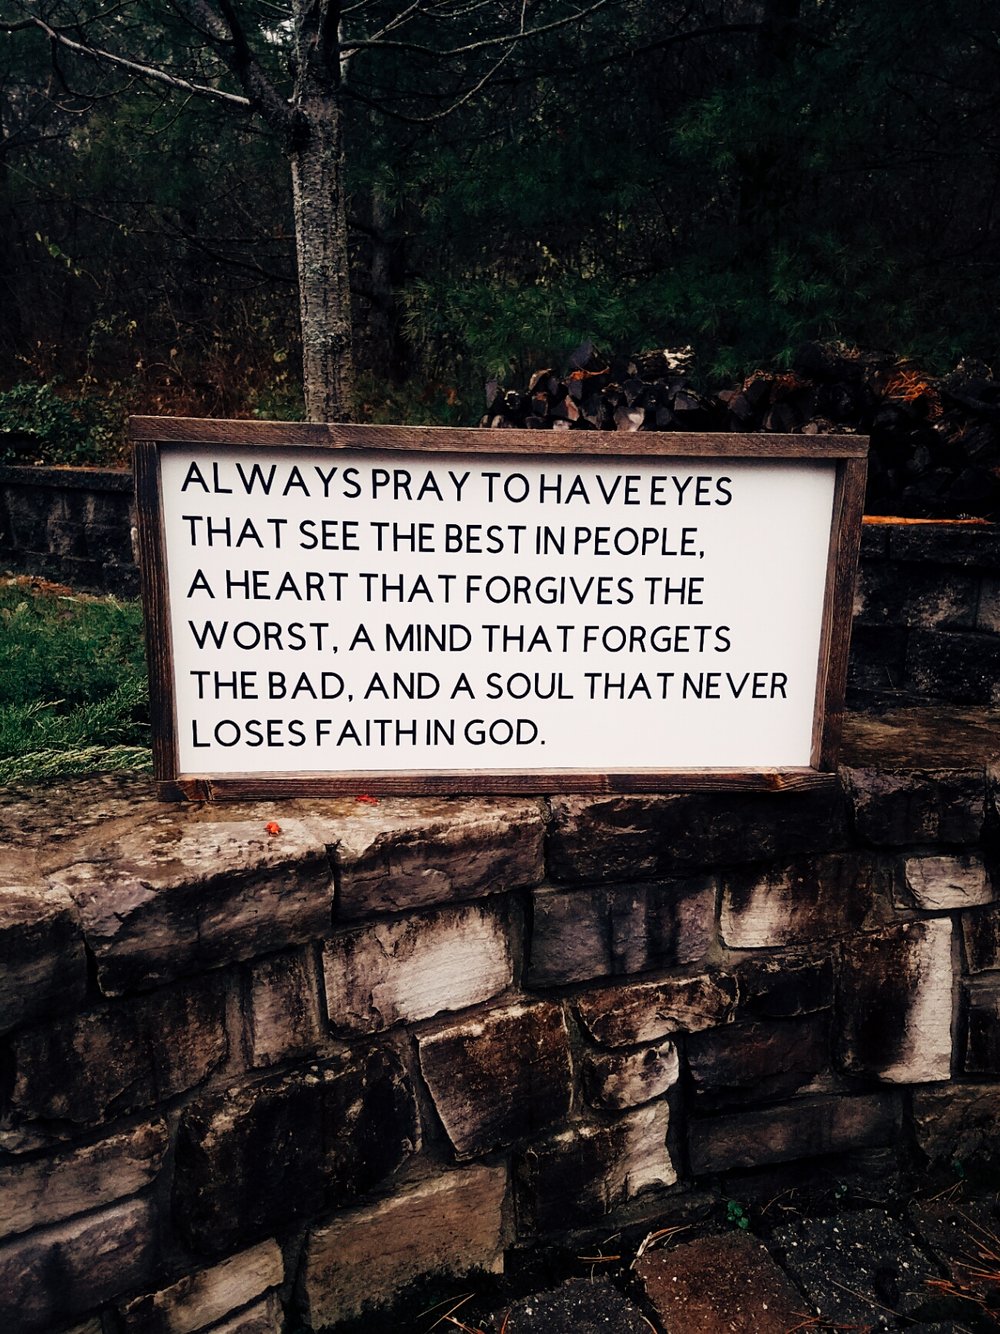 ALWAYS PRAY TO HAVE EYES
THAT SEE THE BEST IN PEOPLE,
A HEART THAT FORGIVES THE
WORST, A MIND THAT FORGETS
THE BAD, AND A SOUL THAT NEVER
LOSES FAITH IN GOD.